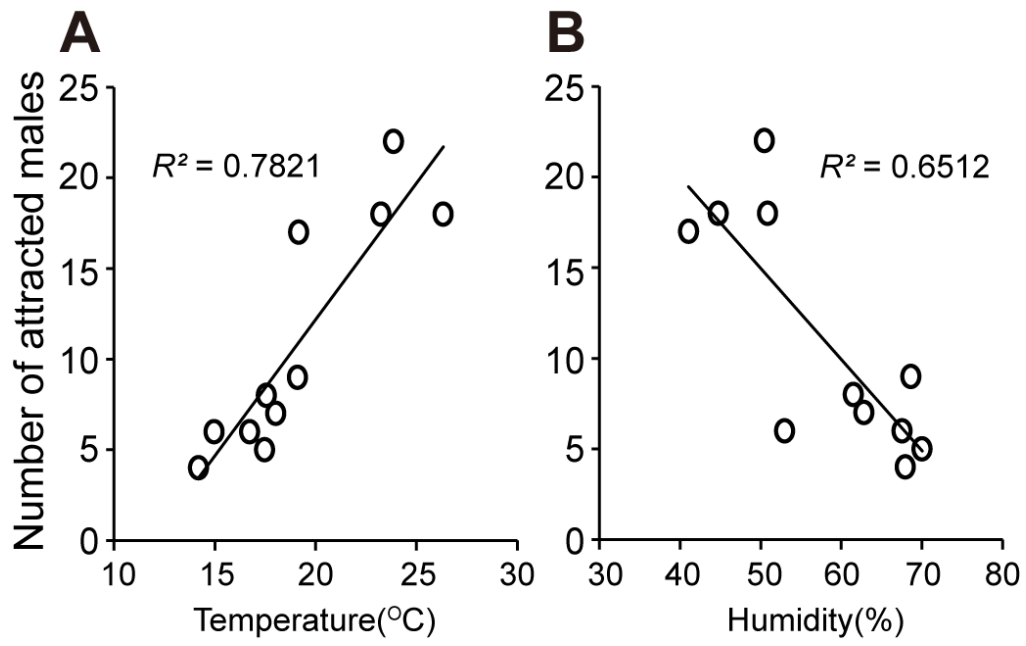 A
B
Number of attracted males
25
20
15
10
5
0
R² = 0.7821
10 15 20 25 30
Temperature(°C)
25
20
15
10
5
0
R² = 0.6512
30 40 50 60 70 80
Humidity(%)